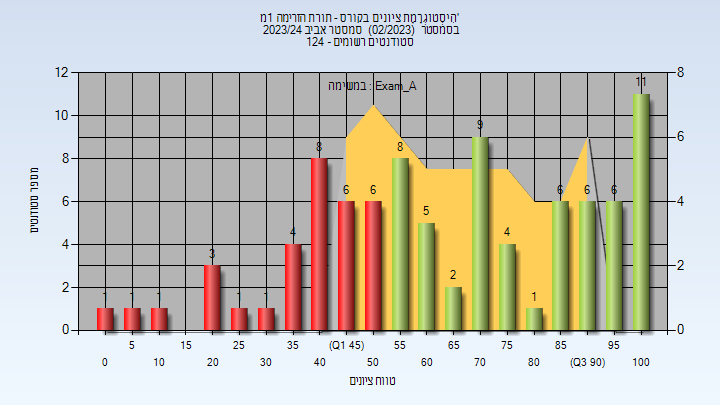 הִיסְטוֹגְרָמַת ציונים בקורס - תורת הזרימה 1מ'
בסמסטר (02/2023) סמסטר אביב 2023/24
סטודנטים רשומים - 124
במשימה : Exam_A
12
10
8
6
4
2
0
8
6
4
2
0
מספר סטודנטים
1 1 1 3 1 1 4 8 6 6 8 5 2 9 4 1 6 6 6 11
5 15 25 35 (Q1 45) 55 65 75 85 95
0 10 20 30 40 50 60 70 80 (Q3 90) 100
טווח ציונים